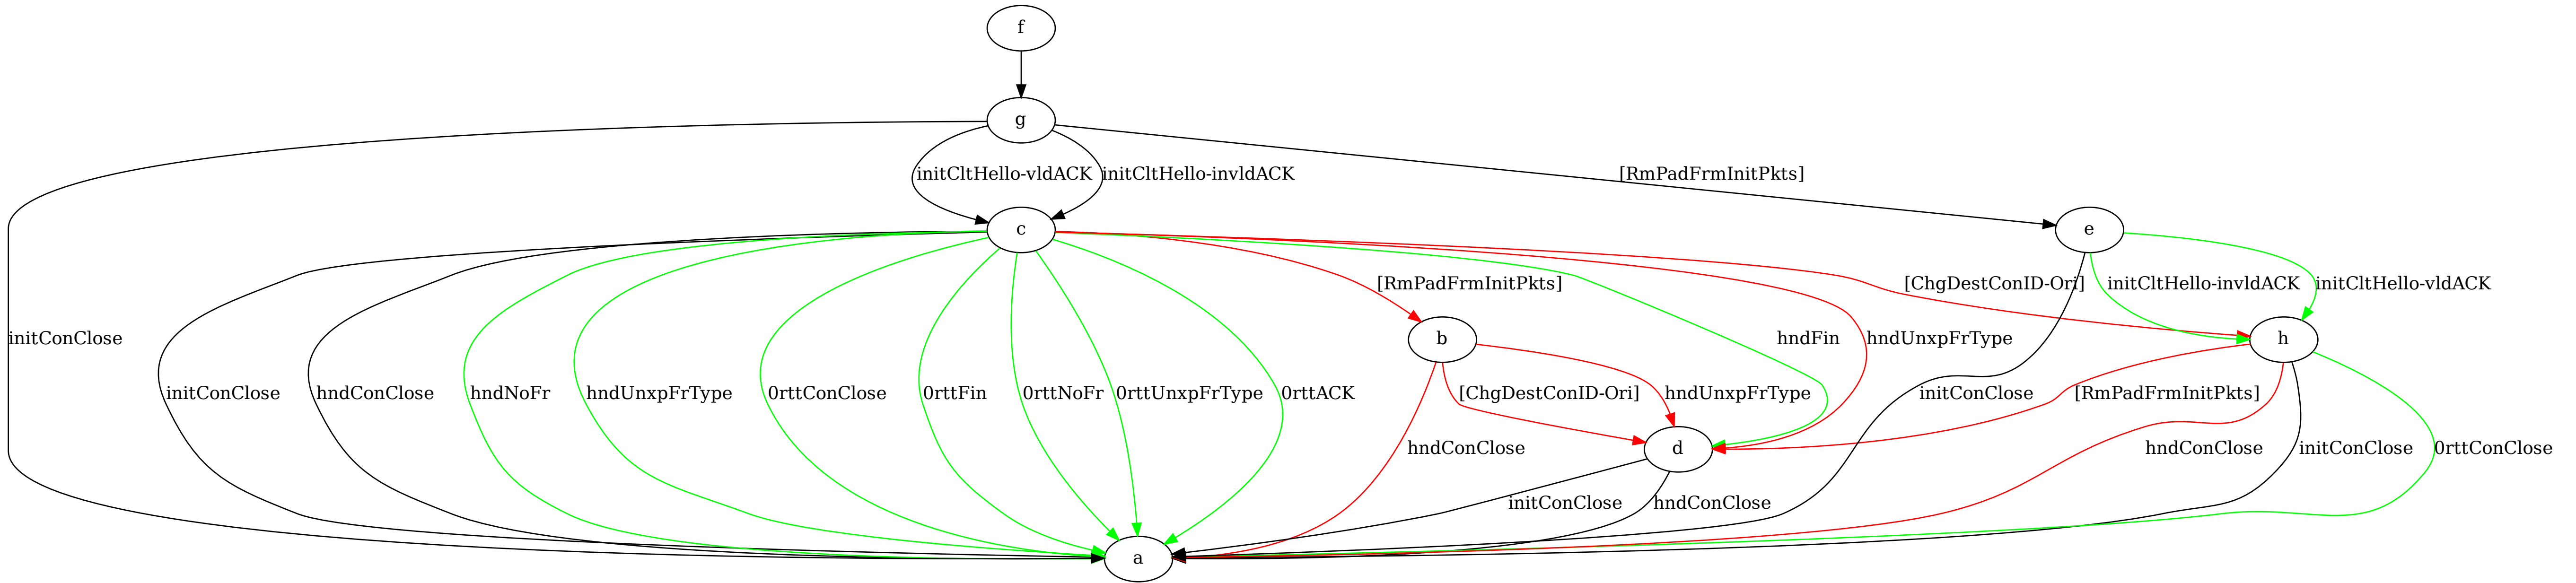 f
g
initCltHello-vldACK
initCltHello-invldACK
[RmPadFrmInitPkts]
c
e
[RmPadFrmInitPkts]
[ChgDestConID-Ori]
initCltHello-invldACK
initCltHello-vldACK
initConClose
b
hndFin
hndUnxpFrType
h
initConClose
hndConClose
hndNoFr
hndUnxpFrType
0rttConClose
0rttFin
0rttNoFr
0rttUnxpFrType
0rttACK
[ChgDestConID-Ori]
hndUnxpFrType
initConClose
[RmPadFrmInitPkts]
hndConClose
d
hndConClose
initConClose
0rttConClose
initConClose
hndConClose
a